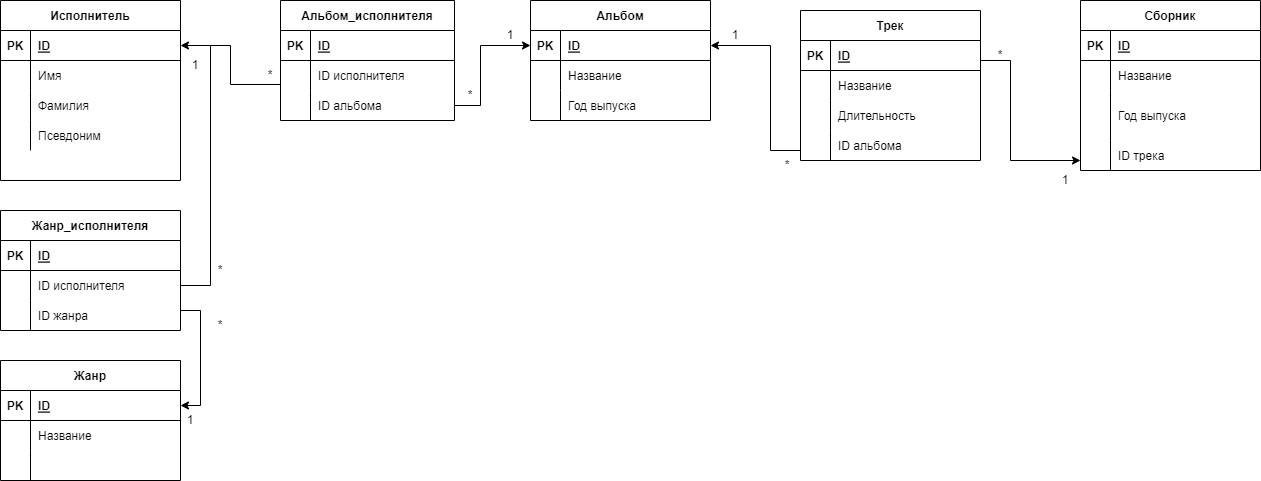 Исполнитель
PK ID
Имя
Фамилия
Псевдоним
1
*
Альбом_исполнителя
PK ID
ID исполнителя
ID альбома
*
1
Альбом
PK ID
Название
Год выпуска
1
*
Трек
PK ID
Название
Длительность
ID альбома
*
1
Сборник
PK ID
Название
Год выпуска
ID трека
Жанр_исполнителя
PK ID
ID исполнителя
ID жанра
*
*
1
Жанр
PK ID
Название